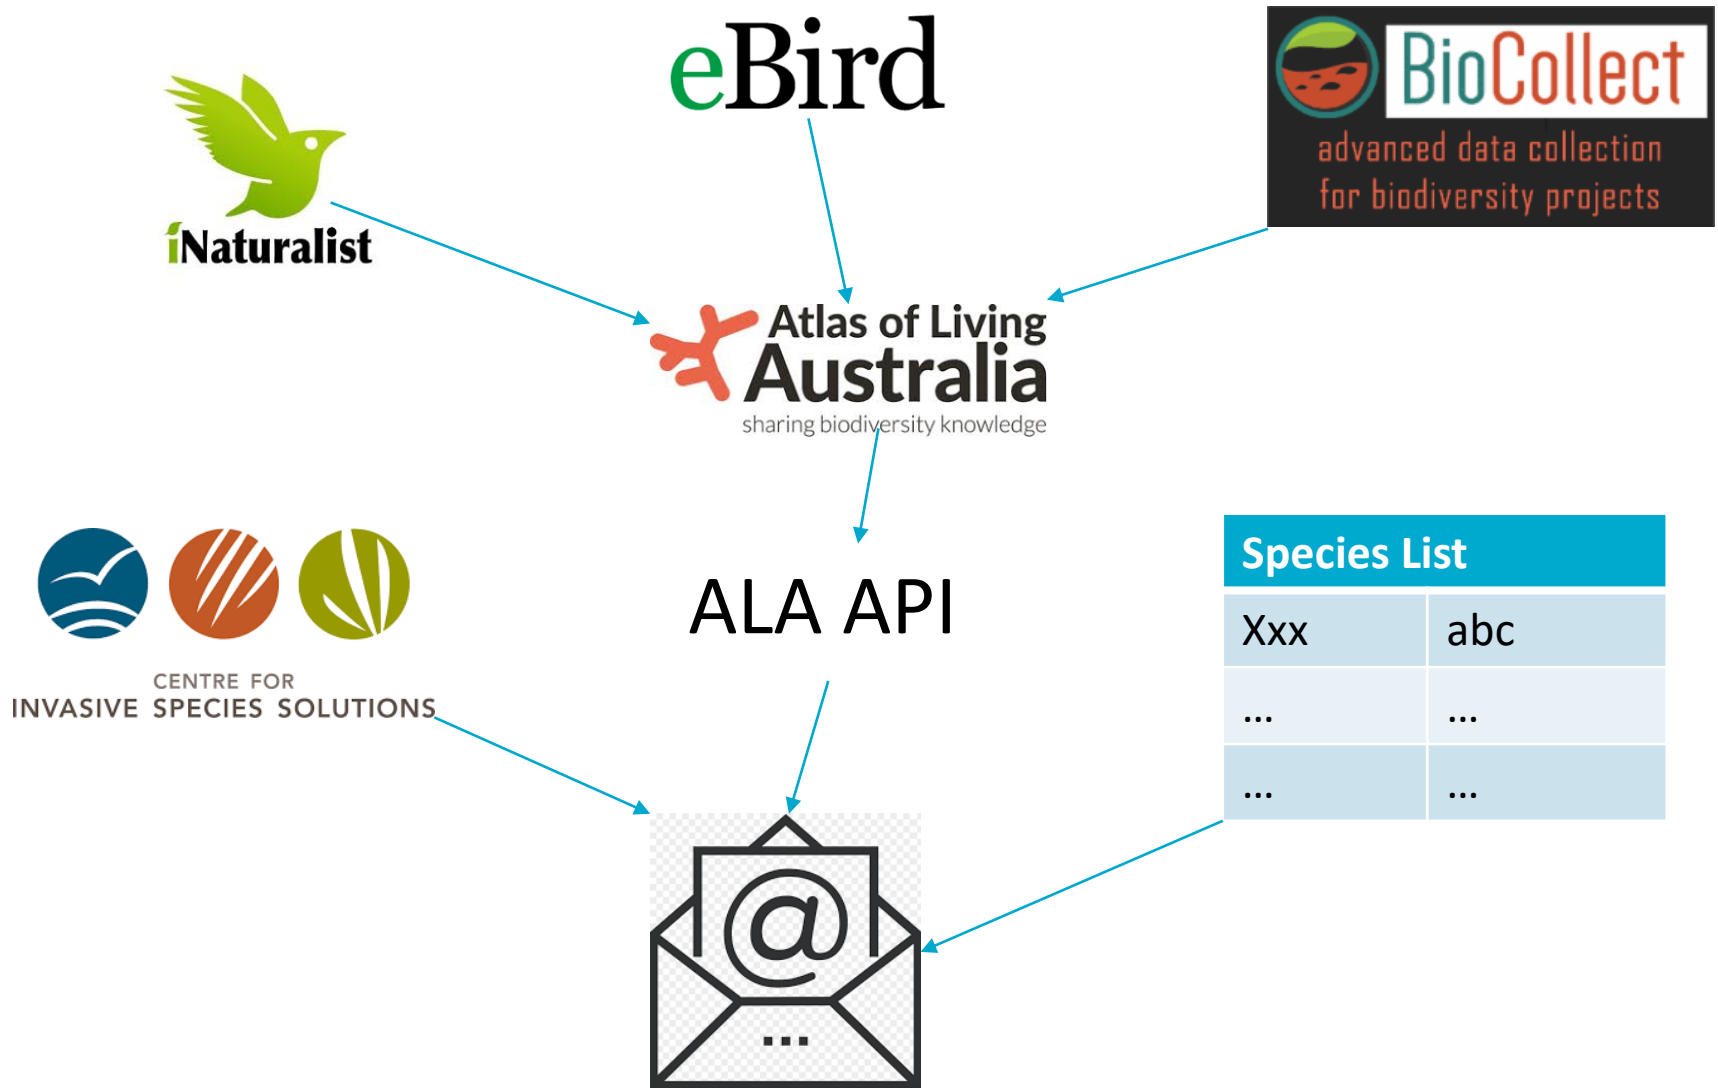 eBird
BioCollect
advanced data collection
for biodiversity projects
iNaturalist
Atlas of Living
Australia
sharing biodiversity knowledge
CENTRE FOR
INVASIVE SPECIES SOLUTIONS
ALA API
Species List
Xxx abc
... ...
... ...
@
...